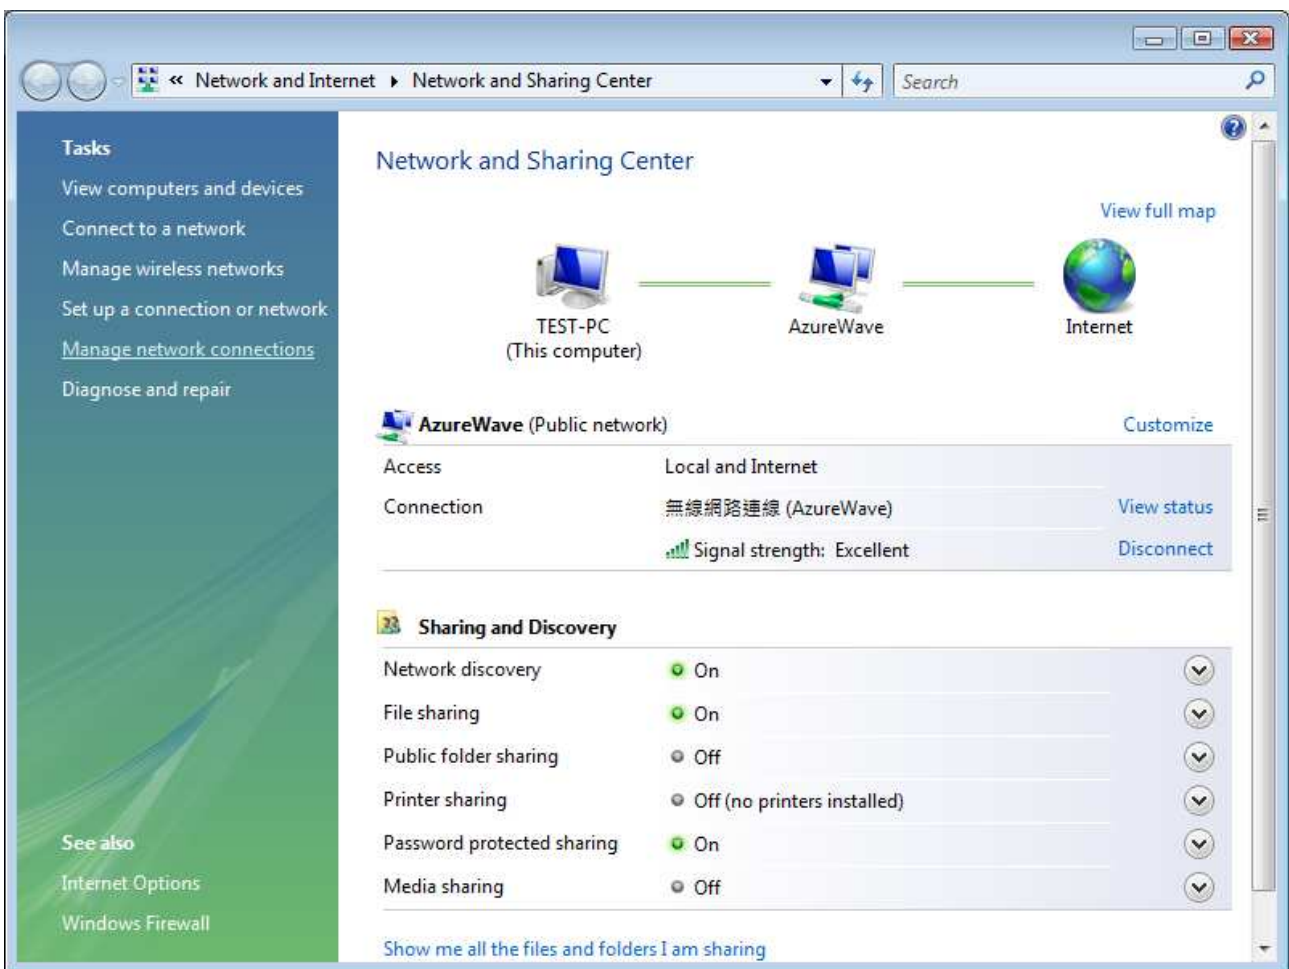 « Network and Internet ▸ Network and Sharing Center
Search
Tasks
View computers and devices
Connect to a network
Manage wireless networks
Set up a connection or network
Manage network connections
Diagnose and repair
See also
Internet Options
Windows Firewall
Network and Sharing Center
View full map
TEST-PC
(This computer)
AzureWave
Internet
AzureWave (Public network)
Customize
Access Local and Internet
Connection 無線網路連線 (AzureWave) View status
Signal strength: Excellent Disconnect
Sharing and Discovery
Network discovery On
File sharing On
Public folder sharing Off
Printer sharing Off (no printers installed)
Password protected sharing On
Media sharing Off
Show me all the files and folders I am sharing